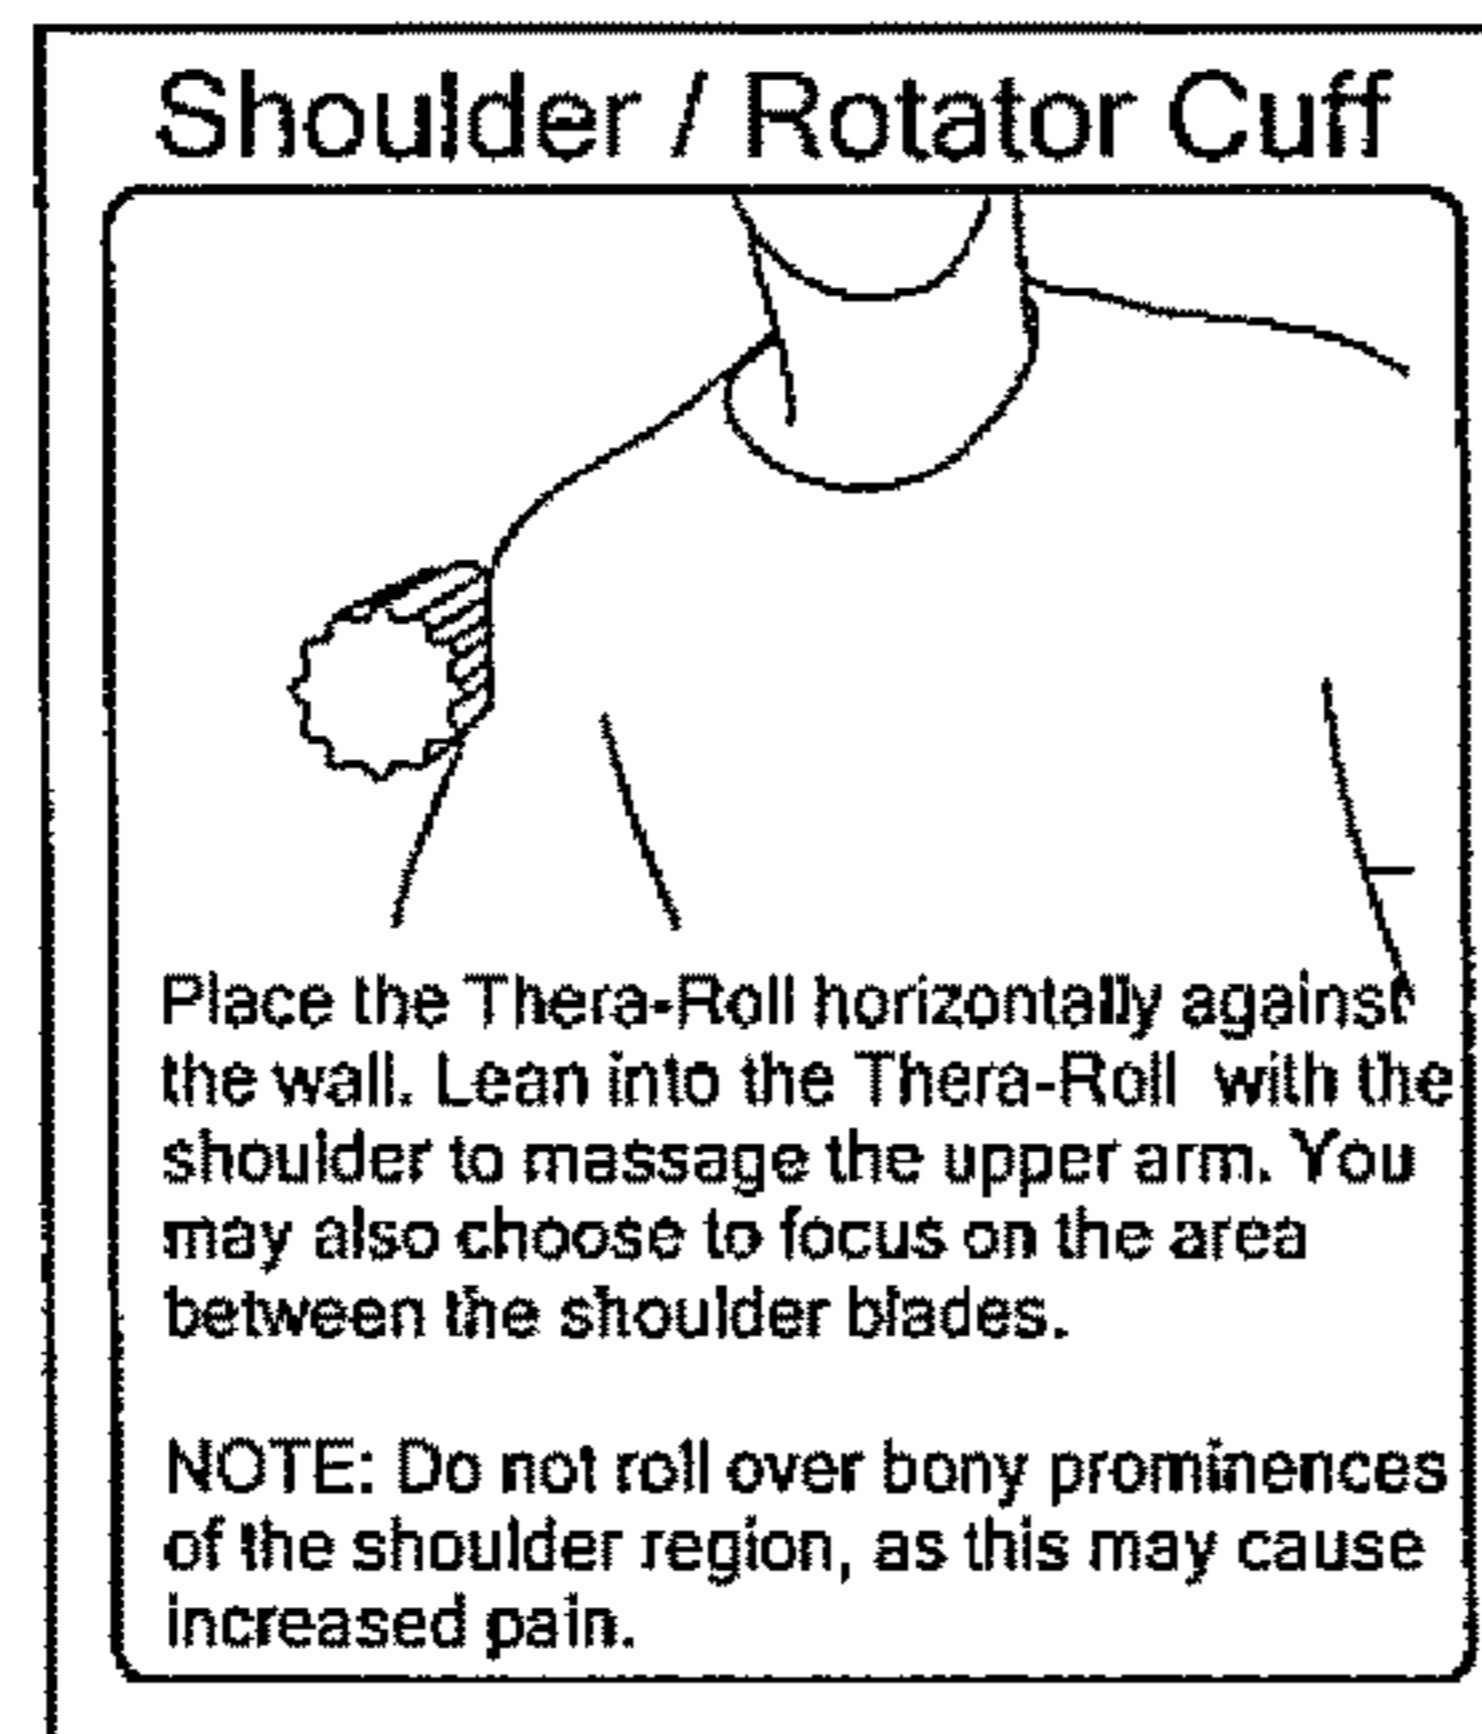 Shoulder / Rotator Cuff
Place the Thera-Roll horizontally against
the wall. Lean into the Thera-Roll with the
shoulder to massage the upper arm. You
may also choose to focus on the area
between the shoulder blades.
NOTE: Do not roll over bony prominences
of the shoulder region, as this may cause
increased pain.